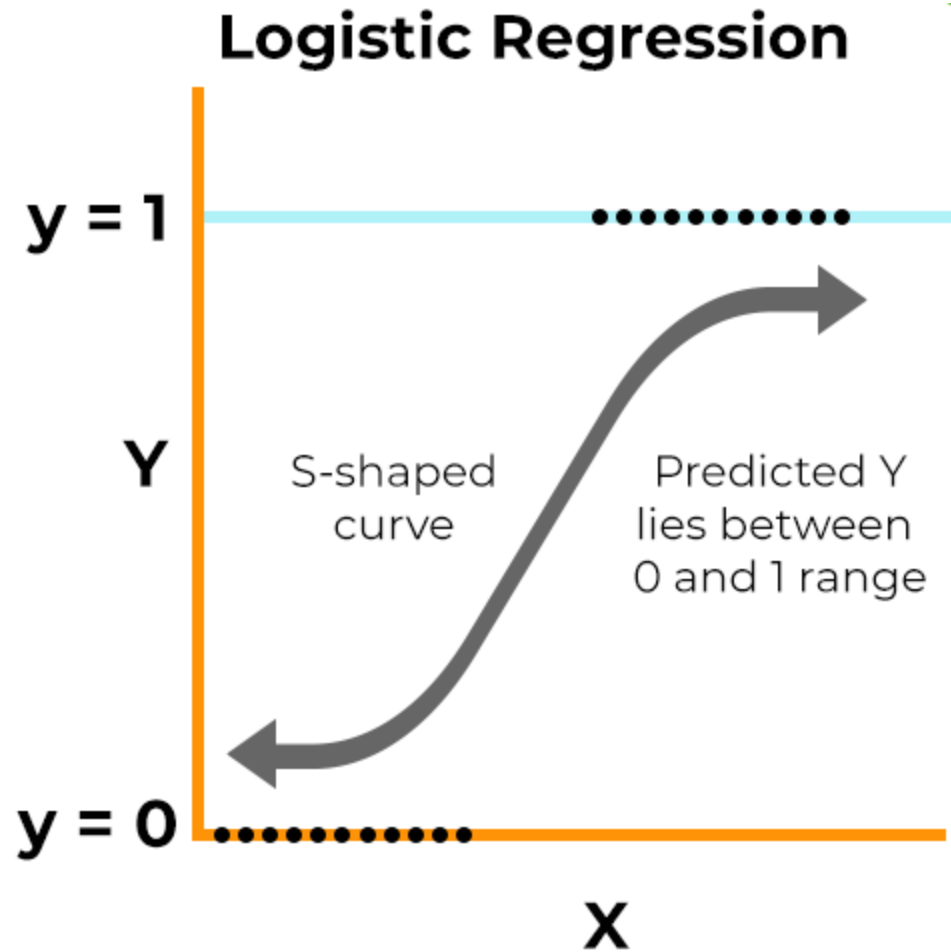 Logistic Regression
y = 1
Y
S-shaped
curve
Predicted Y
lies between
0 and 1 range
y = 0
X